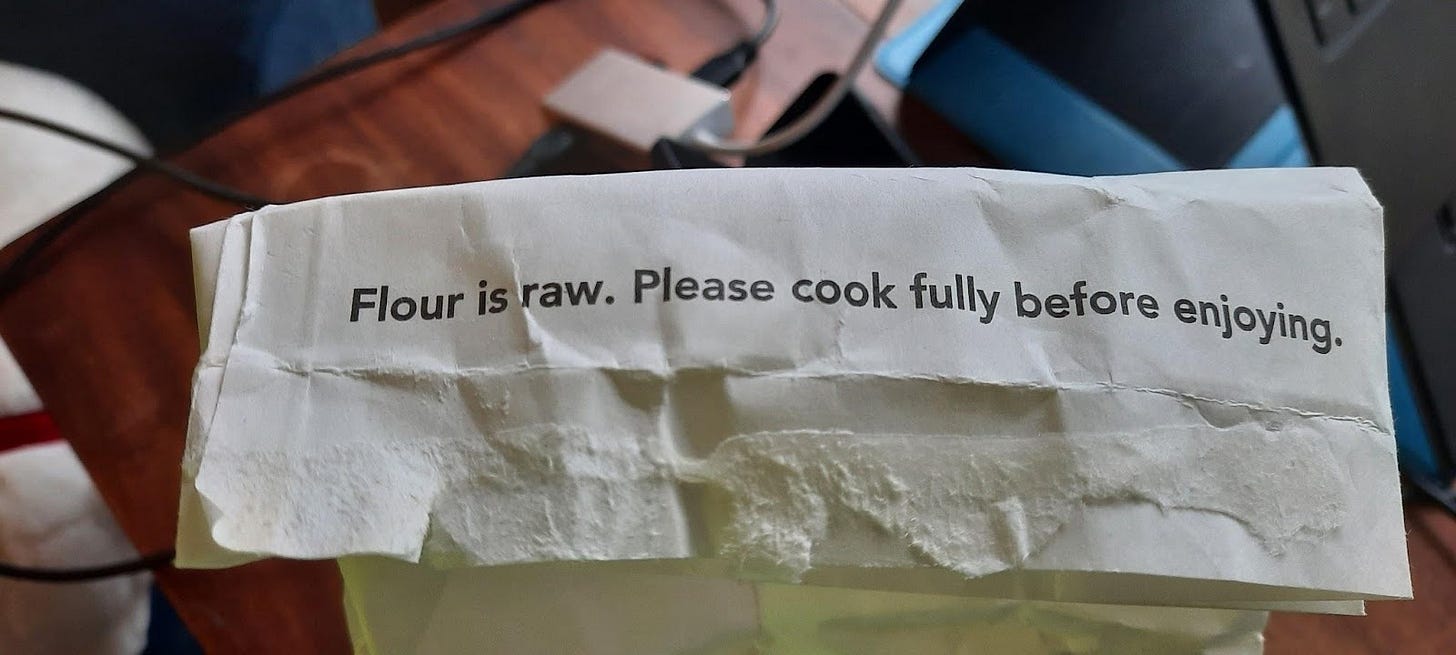 Flour is raw. Please cook fully before enjoying.